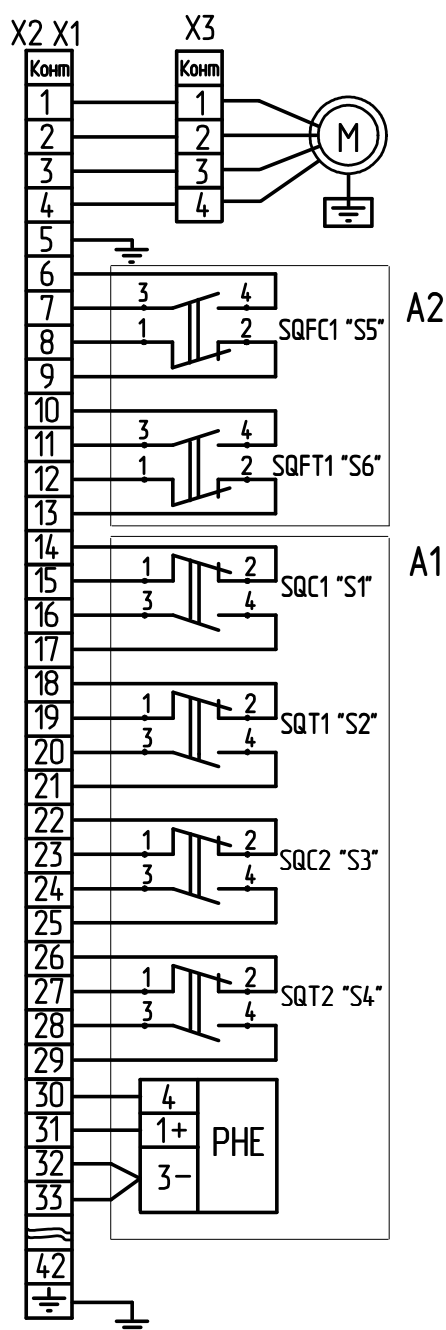 X2 X1 X3
Конт Конт
1 1
2 2 M
3 3
4 4
5
6
7 3 4 A2
8 1 2 SQFC1 "S5"
9
10
11 3 4
12 1 2 SQFT1 "S6"
13
14 A1
15 1 2 SQC1 "S1"
16 3 4
17
18
19 1 2 SQT1 "S2"
20 3 4
21
22
23 1 2 SQC2 "S3"
24 3 4
25
26
27 1 2 SQT2 "S4"
28 3 4
29
30 4
31 1+ PHE
32 3-
33
42